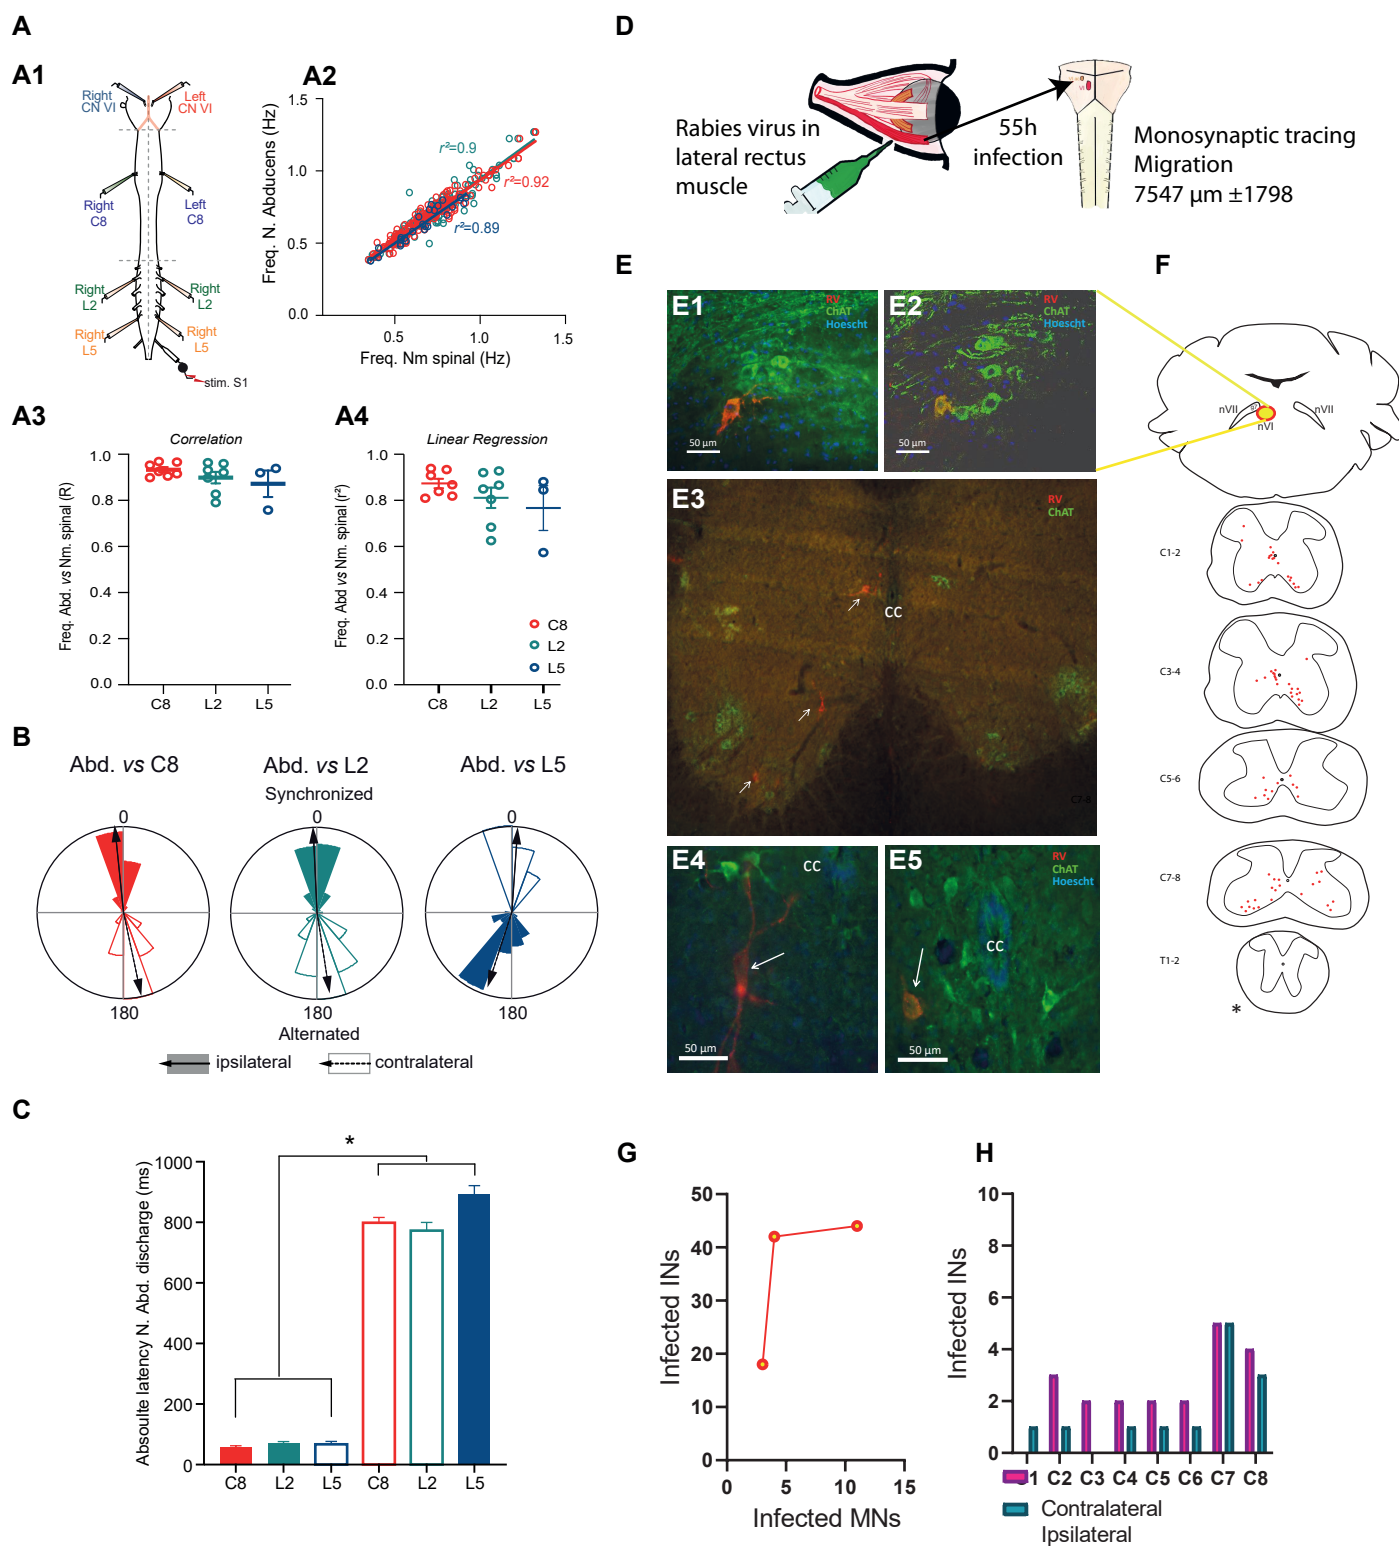 A
A1
Right
CN VI
Left
CN VI
Right
C8
Left
C8
Right
L2
Right
L2
Right
L5
Right
L5
stim. S1
A2
1.5
1.0
0.5
0.5
1.0
1.5
Freq. N. Abducens (Hz)
Freq. Nm spinal (Hz)
r²=0.9
r²=0.92
r²=0.89
A3
Correlation
1.0
0.8
0.6
0.4
0.2
0.0
Freq. Abd. vs Nm. spinal (R)
C8 L2 L5
A4
Linear Regression
1.0
0.8
0.6
0.4
0.2
0.0
Freq. Abd vs Nm. spinal (r²)
C8
L2
L5
C8 L2 L5
B
Abd. vs C8
Abd. vs L2
Abd. vs L5
Synchronized
0 0 0
180 180 180
Alternated
ipsilateral
contralateral
C
*
1000
800
600
400
200
0
Absoulte latency N. Abd. discharge (ms)
C8 L2 L5 C8 L2 L5
D
Rabies virus in
lateral rectus
muscle
55h
infection
VI
Monosynaptic tracing
Migration
7547 µm ±1798
E
E1
RV
ChAT
Hoescht
50 µm
E2
RV
ChAT
Hoescht
50 µm
E3
RV
ChAT
cc
C7-8
E4
cc
50 µm
E5
RV
ChAT
Hoescht
cc
50 µm
F
nVII
g7
nVI
nVII
C1-2
C3-4
C5-6
C7-8
T1-2
*
G
50
40
30
20
10
0
Infected INs
0 5 10 15
Infected MNs
H
10
8
6
4
2
0
Infected INs
1 C2 C3 C4 C5 C6 C7 C8
Contralateral
Ipsilateral